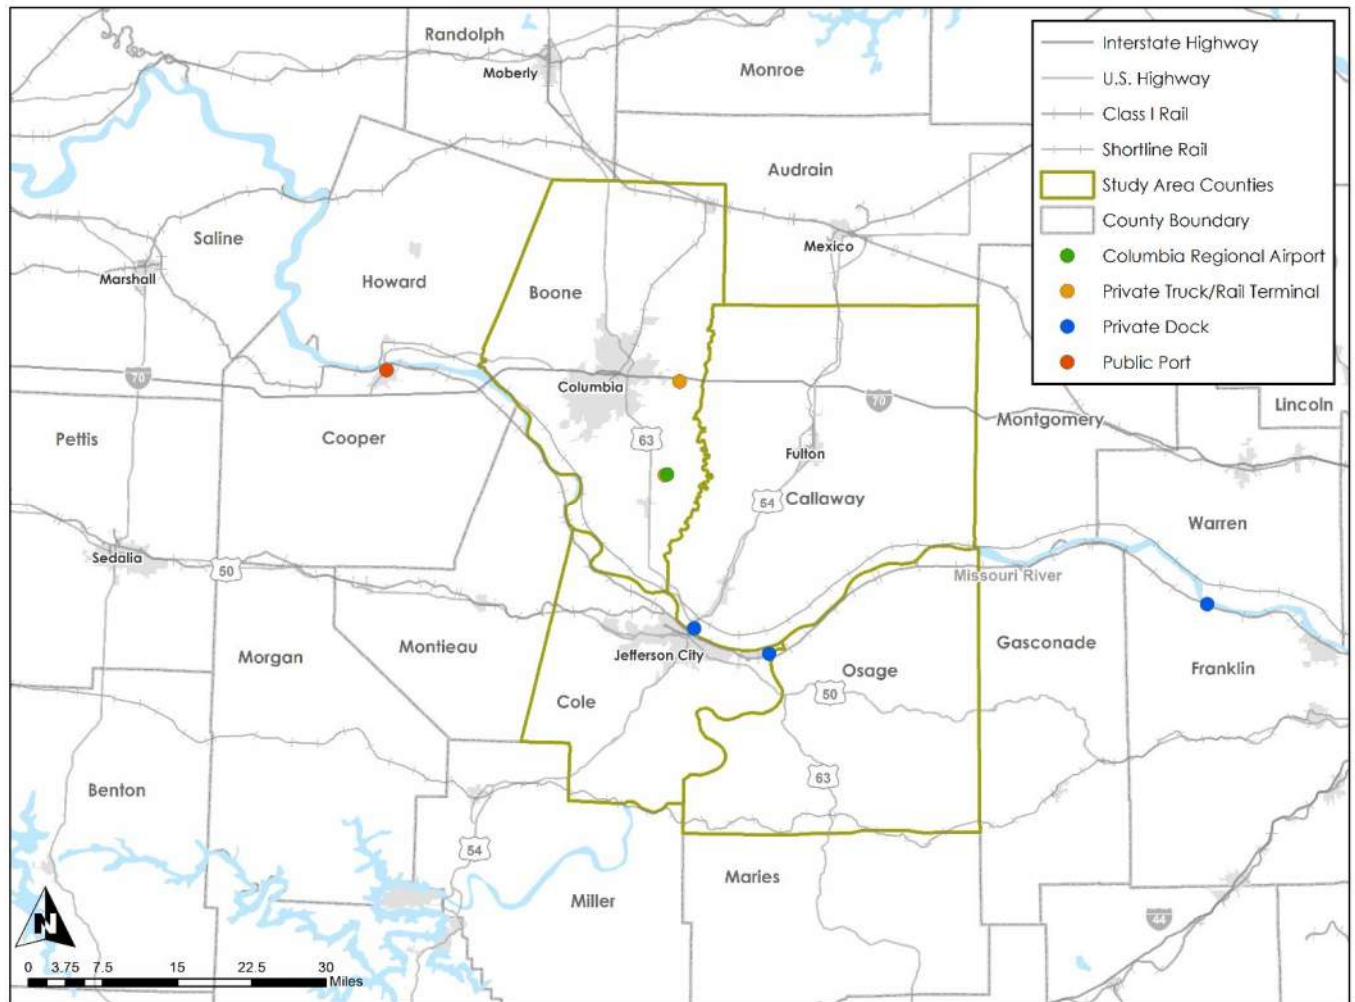 Randolph
Moberly
Monroe
Audrain
Mexico
Saline
Marshall
Howard
Boone
Interstate Highway
U.S. Highway
Class I Rail
Shortline Rail
Study Area Counties
County Boundary
Columbia Regional Airport
Private Truck/Rail Terminal
Private Dock
Public Port
70
Columbia
70
Lincoln
Montgomery
Pettis
Cooper
63
Fulton
54
Callaway
Warren
Sedalia
50
Missouri River
Morgan
Montieau
Jefferson City
Gasconade
Osage
Franklin
50
Cole
63
Benton
54
Maries
Miller
44
N
0 3.75 7.5 15 22.5 30
Miles